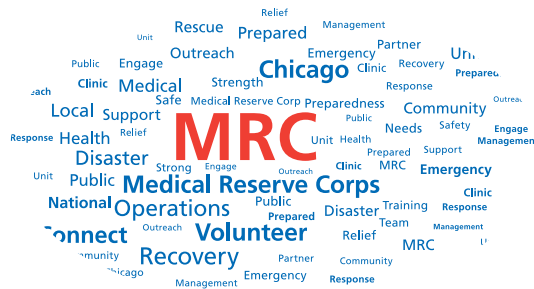 Relief
Rescue Prepared Management
Unit
Outreach Emergency Partner
Public Engage Chicago Clinic Recovery
Clinic Medical Strength Response
Safe Medical Reserve Corp Preparedness Community
Local Support MRC Public Needs Safety Engage
Response Health Relief Unit Health Management
Disaster Prepared Support
Strong Engage Outreach Clinic MRC Emergency
Unit Public Medical Reserve Corps Clinic
National Operations Public Disaster Training Response
Prepared Team
Connect Outreach Volunteer Relief MRC Management
Recovery Partner Community
Chicago Management Emergency Response